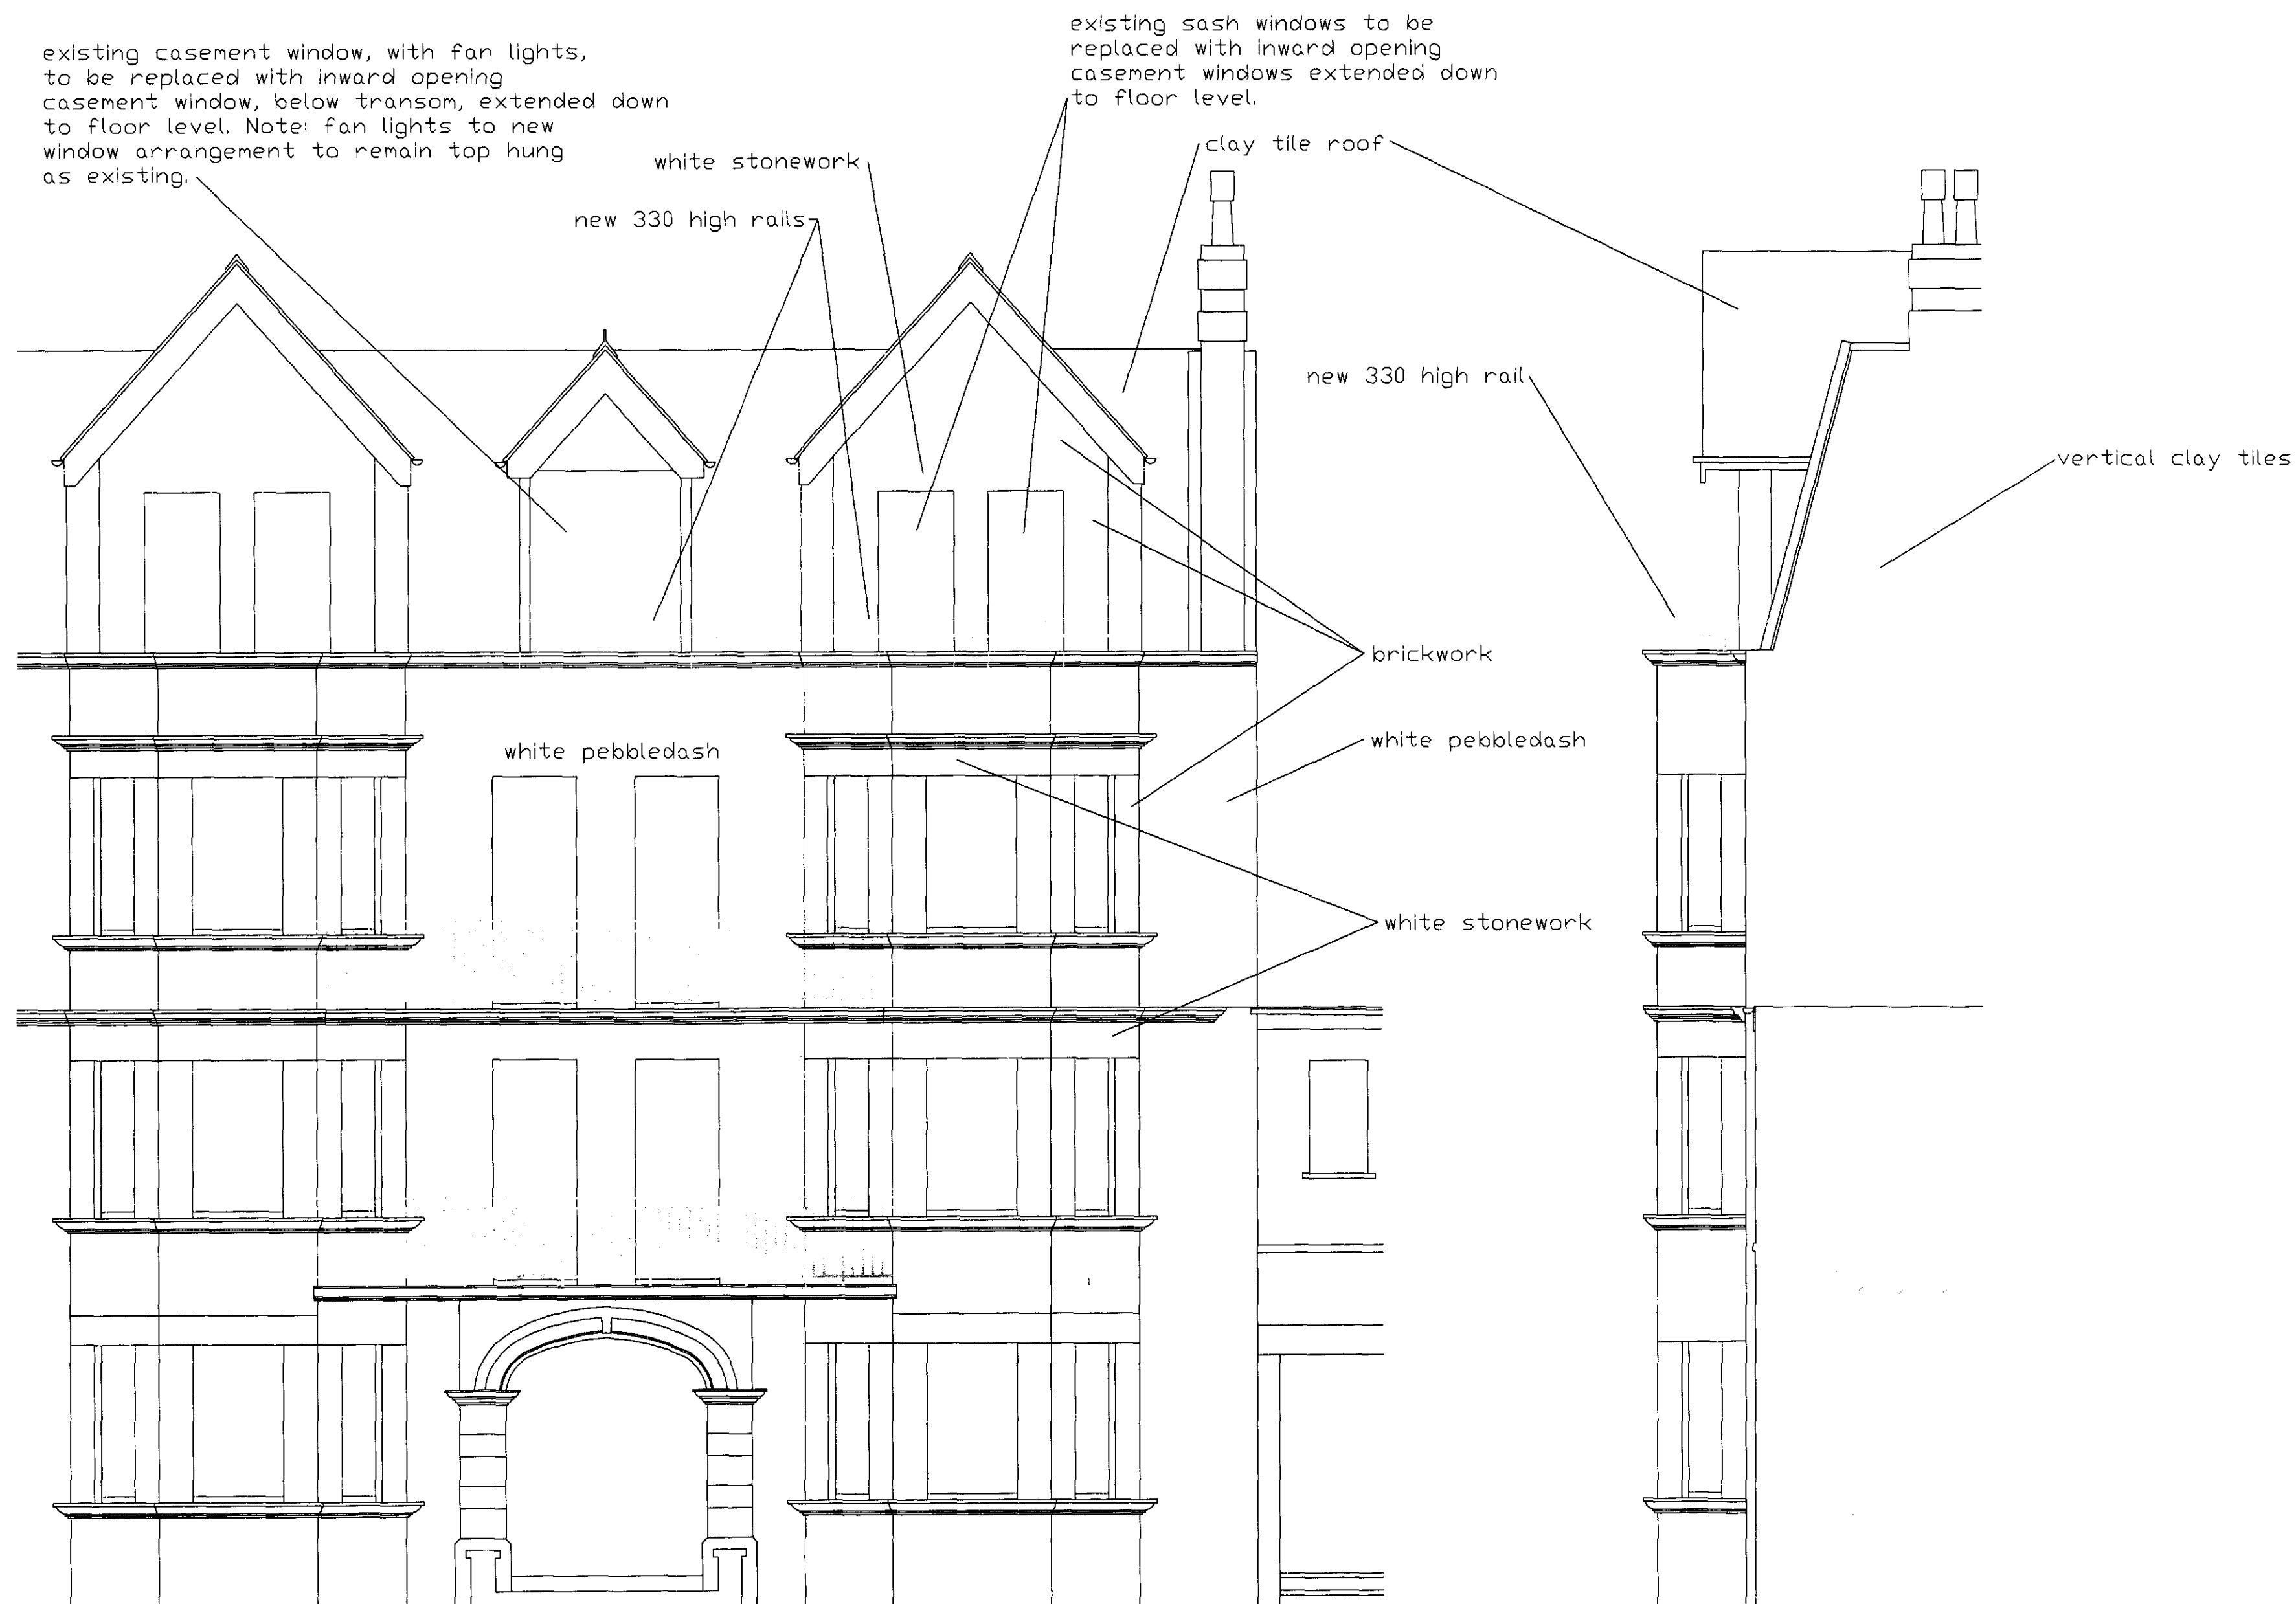 existing casement window, with fan lights,
to be replaced with inward opening
casement window, below transom, extended down
to floor level. Note: fan lights to new
window arrangement to remain top hung
as existing.
existing sash windows to be
replaced with inward opening
casement windows extended down
to floor level.
clay tile roof
white stonework
new 330 high rails
new 330 high rail
vertical clay tiles
brickwork
white pebbledash
white pebbledash
white stonework